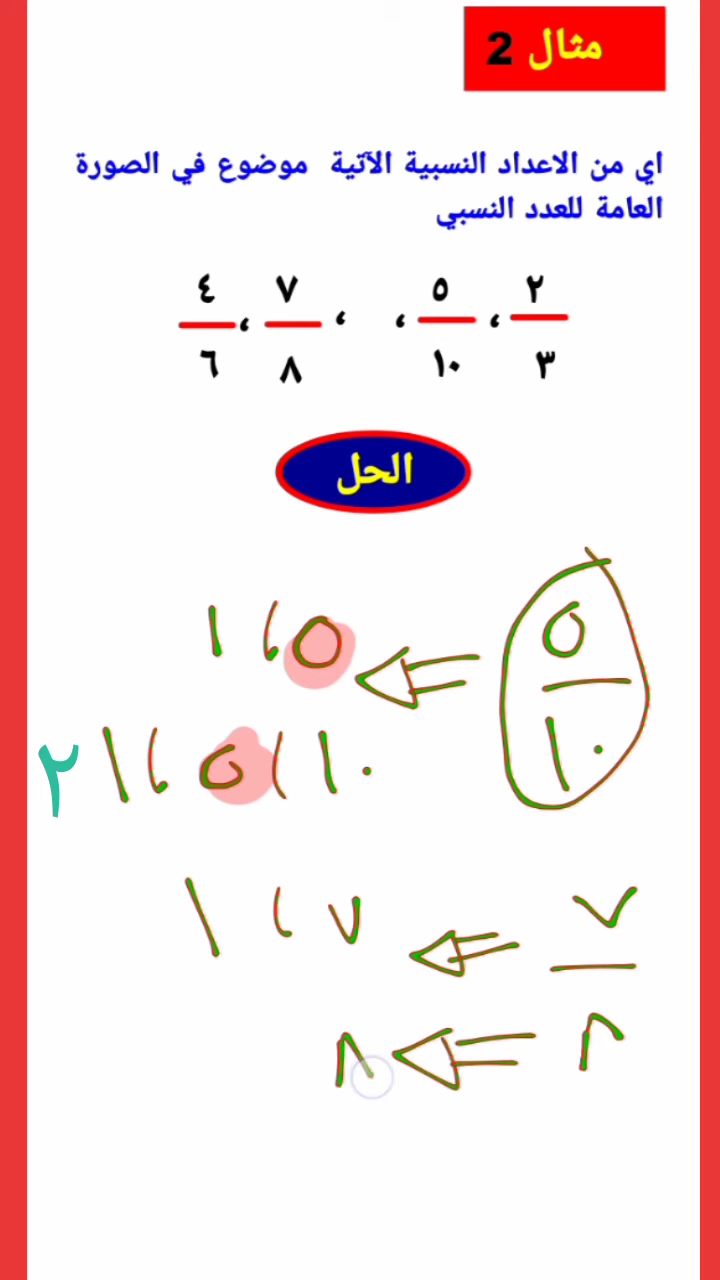 مثال 2
اي من الاعداد النسبية الآتية موضوع في الصورة
العامة للعدد النسبي
٢ ، ٥ ، ، ٧ ، ٤
٣ ١٠ ٨ ٦
الحل
٥ ٥ ، ١
١٠ ١٠ ، ٥ ، ١ ٢
٧ ٧ ، ١
٨ ٨